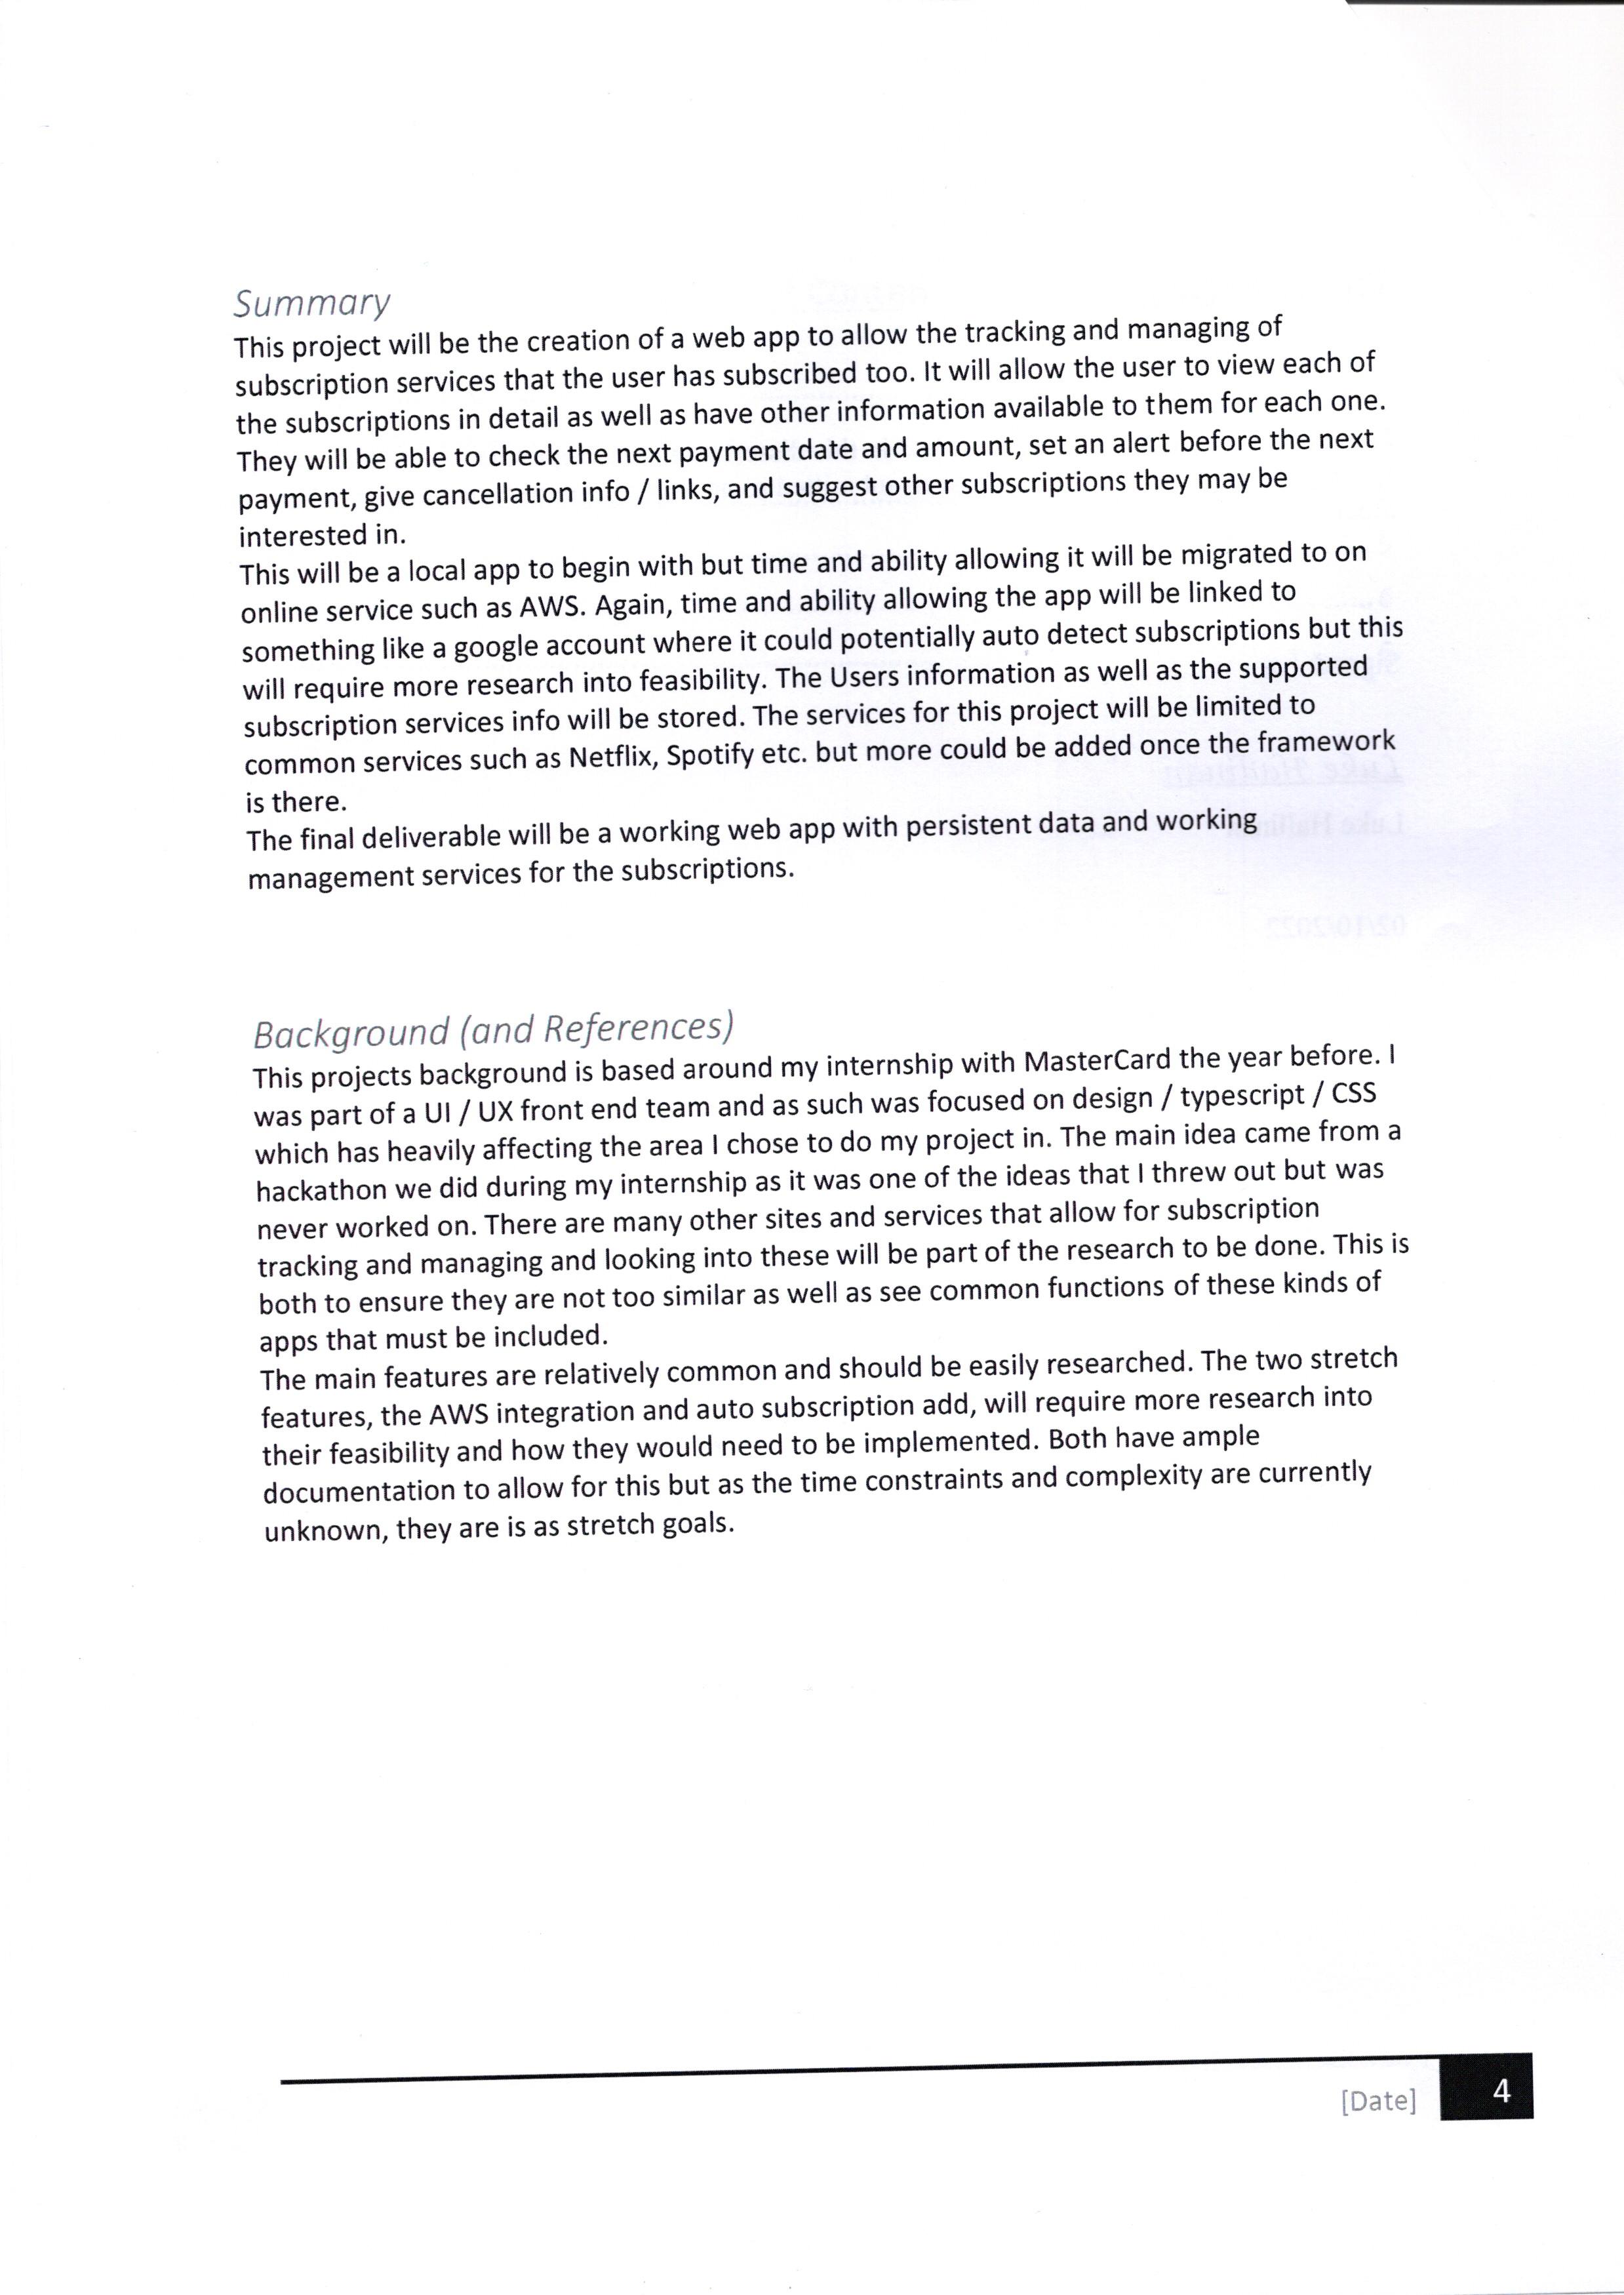 Summary
This project will be the creation of a web app to allow the tracking and managing of
subscription services that the user has subscribed too. It will allow the user to view each of
the subscriptions in detail as well as have other information available to them for each one.
They will be able to check the next payment date and amount, set an alert before the next
payment, give cancellation info / links, and suggest other subscriptions they may be
interested in.
This will be a local app to begin with but time and ability allowing it will be migrated to on
online service such as AWS. Again, time and ability allowing the app will be linked to
something like a google account where it could potentially auto detect subscriptions but this
will require more research into feasibility. The Users information as well as the supported
subscription services info will be stored. The services for this project will be limited to
common services such as Netflix, Spotify etc. but more could be added once the framework
is there.
The final deliverable will be a working web app with persistent data and working
management services for the subscriptions.
02/10/2022
Background (and References)
This projects background is based around my internship with MasterCard the year before. I
was part of a UI / UX front end team and as such was focused on design / typescript / CSS
which has heavily affecting the area I chose to do my project in. The main idea came from a
hackathon we did during my internship as it was one of the ideas that I threw out but was
never worked on. There are many other sites and services that allow for subscription
tracking and managing and looking into these will be part of the research to be done. This is
both to ensure they are not too similar as well as see common functions of these kinds of
apps that must be included.
The main features are relatively common and should be easily researched. The two stretch
features, the AWS integration and auto subscription add, will require more research into
their feasibility and how they would need to be implemented. Both have ample
documentation to allow for this but as the time constraints and complexity are currently
unknown, they are is as stretch goals.
[Date]
4